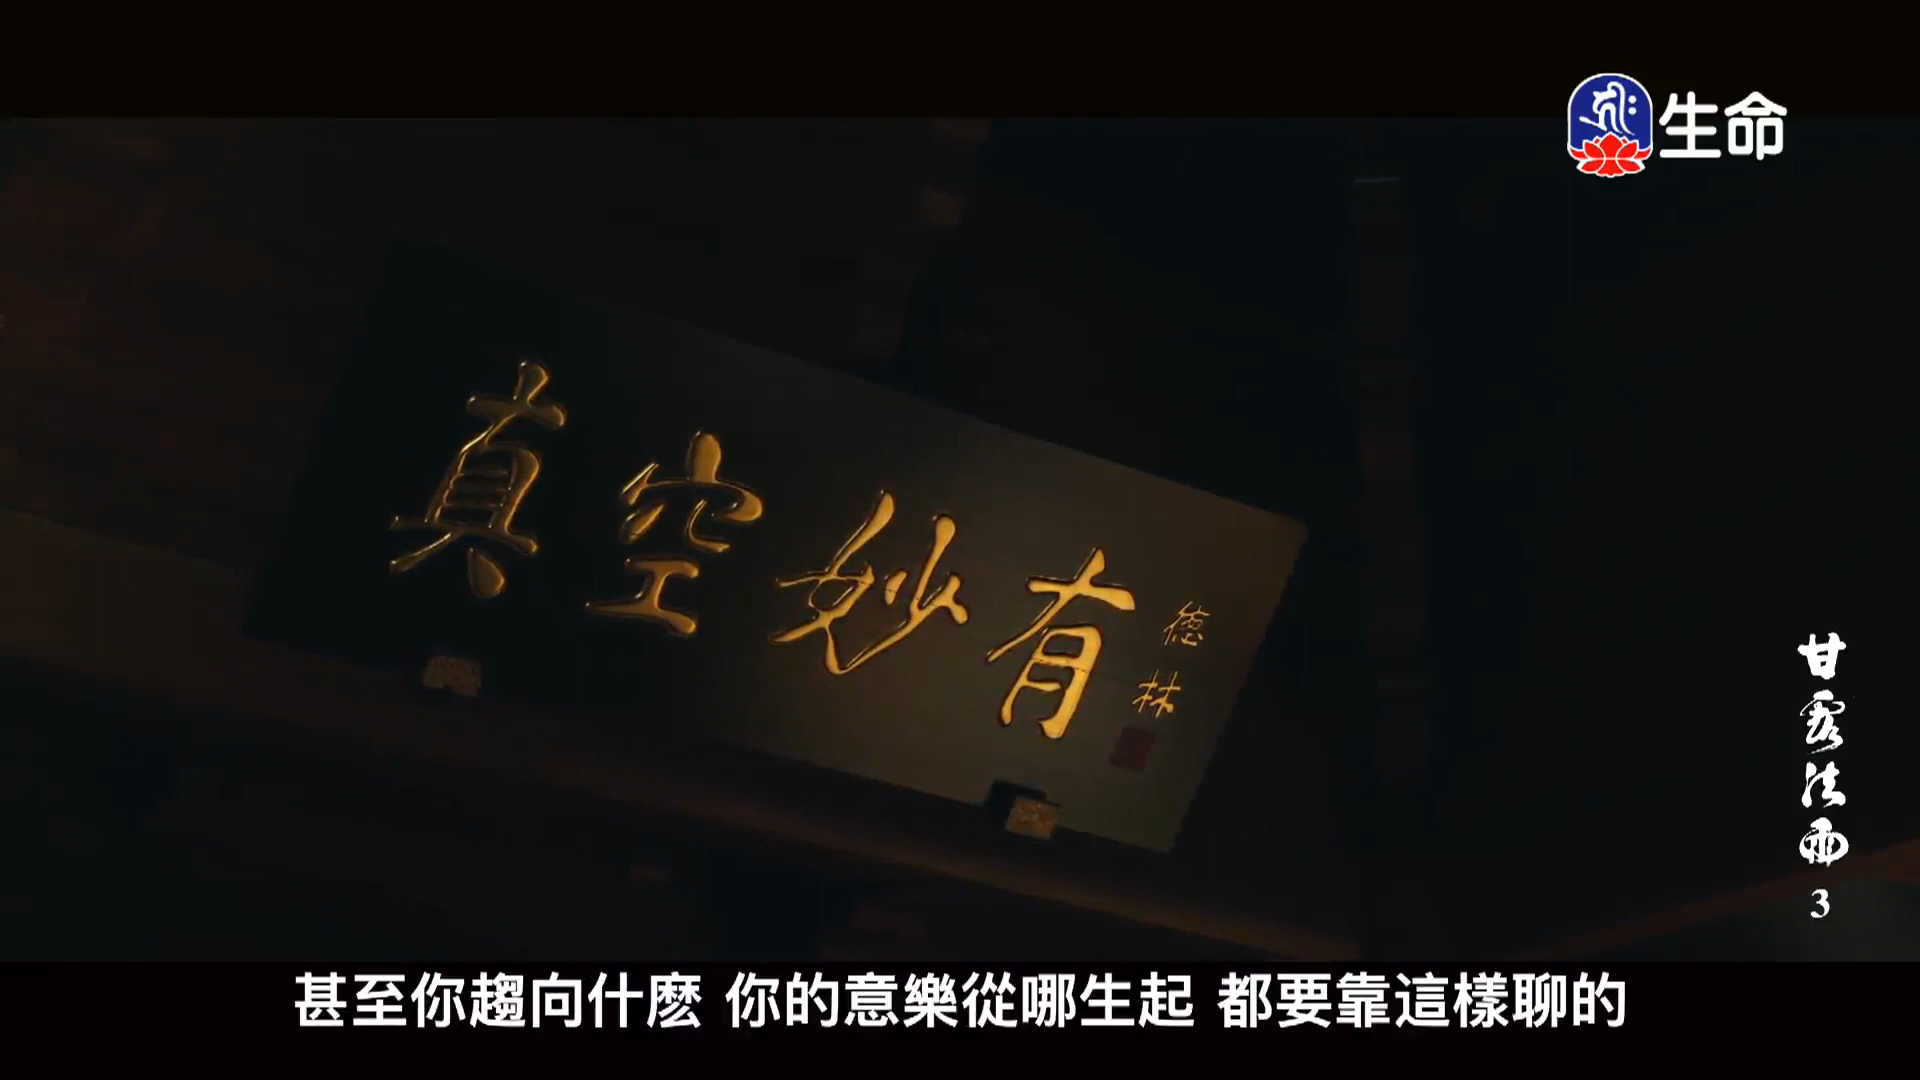 生命
真空妙有
德林
甘露法雨 3
甚至你趨向什麽 你的意樂從哪生起 都要靠這樣聊的